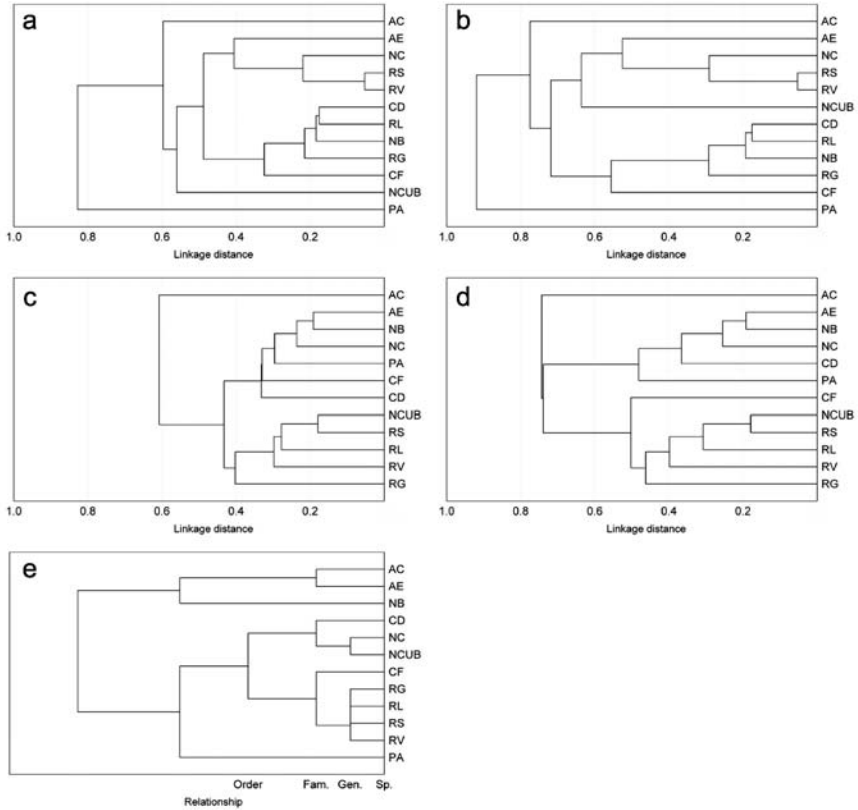 a
AC
AE
NC
RS
RV
CD
RL
NB
RG
CF
NCUB
PA
1.0 0.8 0.6 0.4 0.2
Linkage distance
b
AC
AE
NC
RS
RV
NCUB
CD
RL
NB
RG
CF
PA
1.0 0.8 0.6 0.4 0.2
Linkage distance
c
AC
AE
NB
NC
PA
CF
CD
NCUB
RS
RL
RV
RG
1.0 0.8 0.6 0.4 0.2
Linkage distance
d
AC
AE
NB
NC
CD
PA
CF
NCUB
RS
RL
RV
RG
1.0 0.8 0.6 0.4 0.2
Linkage distance
e
AC
AE
NB
CD
NC
NCUB
CF
RG
RL
RS
RV
PA
Order Fam. Gen. Sp.
Relationship